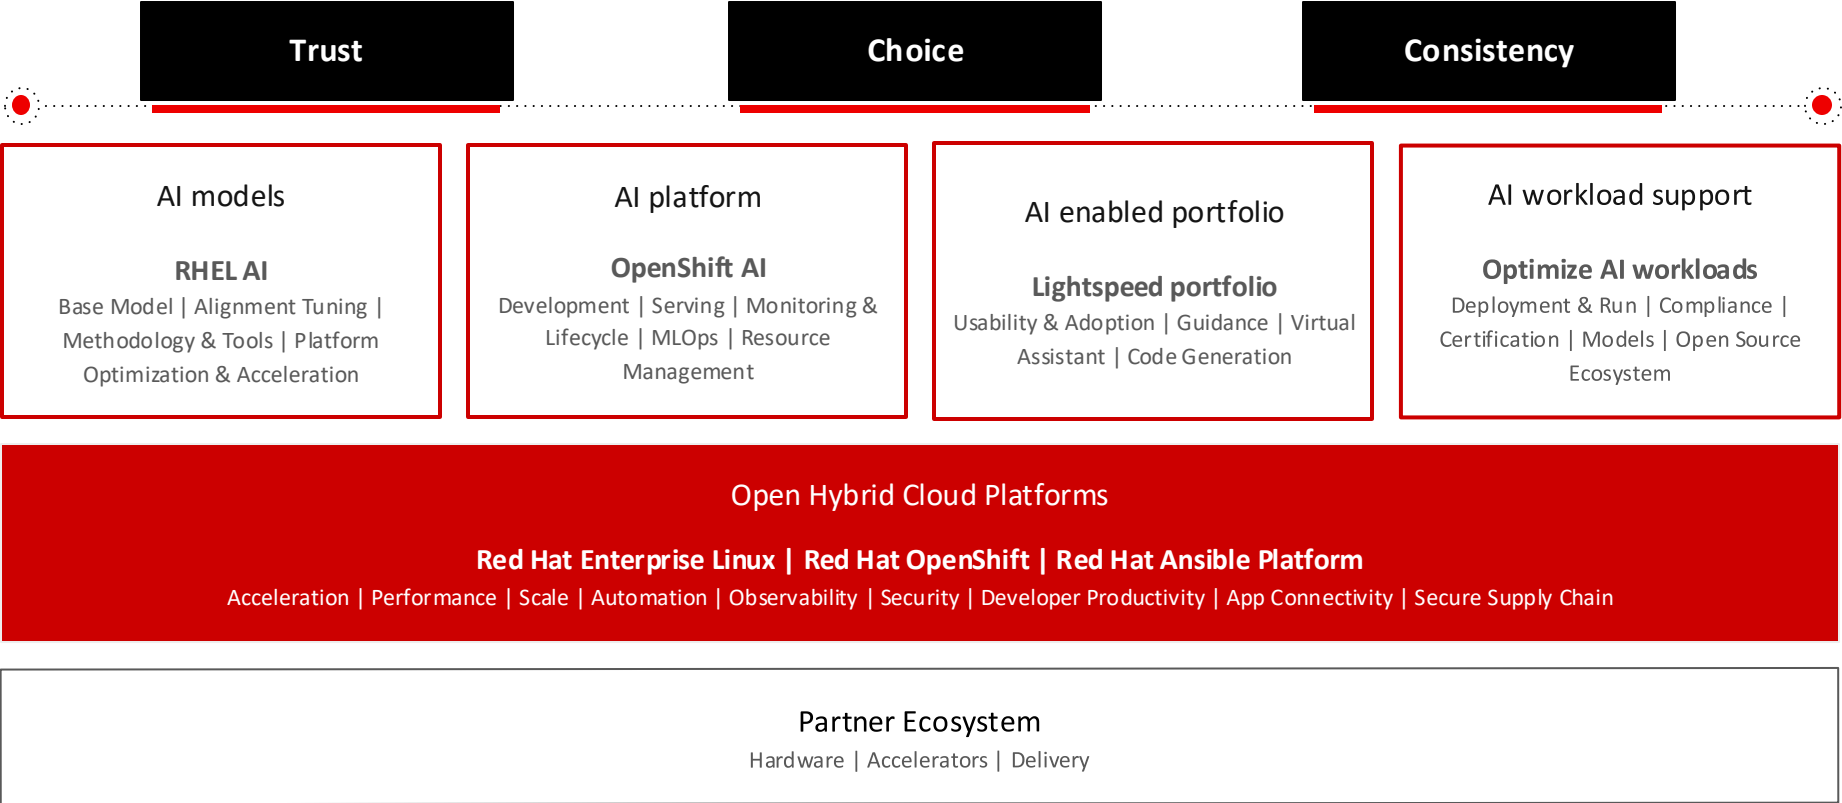 Trust
Choice
Consistency
AI models
RHEL AI
Base Model | Alignment Tuning |
Methodology & Tools | Platform
Optimization & Acceleration
AI platform
OpenShift AI
Development | Serving | Monitoring &
Lifecycle | MLOps | Resource
Management
AI enabled portfolio
Lightspeed portfolio
Usability & Adoption | Guidance | Virtual
Assistant | Code Generation
AI workload support
Optimize AI workloads
Deployment & Run | Compliance |
Certification | Models | Open Source
Ecosystem
Open Hybrid Cloud Platforms
Red Hat Enterprise Linux | Red Hat OpenShift | Red Hat Ansible Platform
Acceleration | Performance | Scale | Automation | Observability | Security | Developer Productivity | App Connectivity | Secure Supply Chain
Partner Ecosystem
Hardware | Accelerators | Delivery